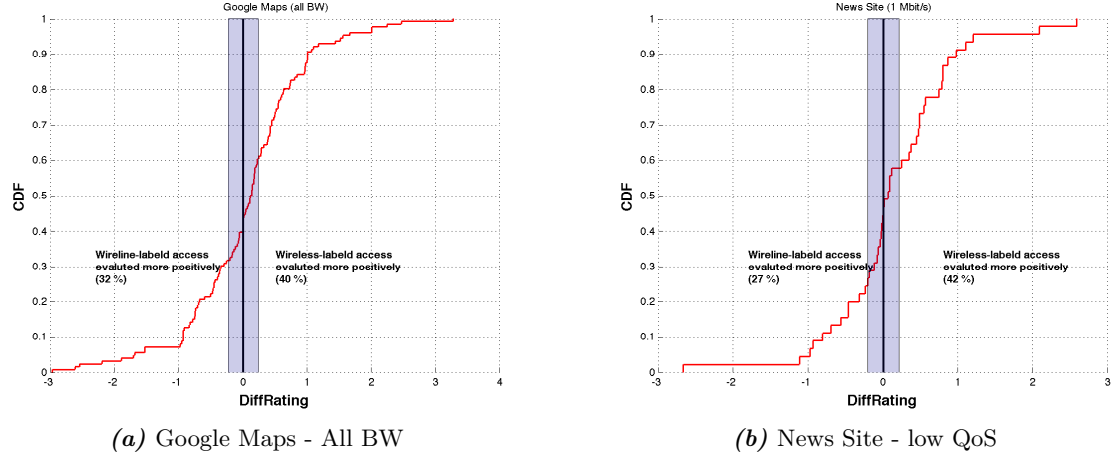 Google Maps (all BW)
1
0.9
0.8
0.7
0.6
0.5
0.4
0.3
0.2
0.1
0
CDF
Wireline-labeld access
evaluted more positively
(32 %)
Wireless-labeld access
evaluted more positively
(40 %)
-3 -2 -1 0 1 2 3 4
DiffRating
(a) Google Maps - All BW
News Site (1 Mbit/s)
1
0.9
0.8
0.7
0.6
0.5
0.4
0.3
0.2
0.1
0
CDF
Wireline-labeld access
evaluted more positively
(27 %)
Wireless-labeld access
evaluted more positively
(42 %)
-3 -2 -1 0 1 2 3
DiffRating
(b) News Site - low QoS